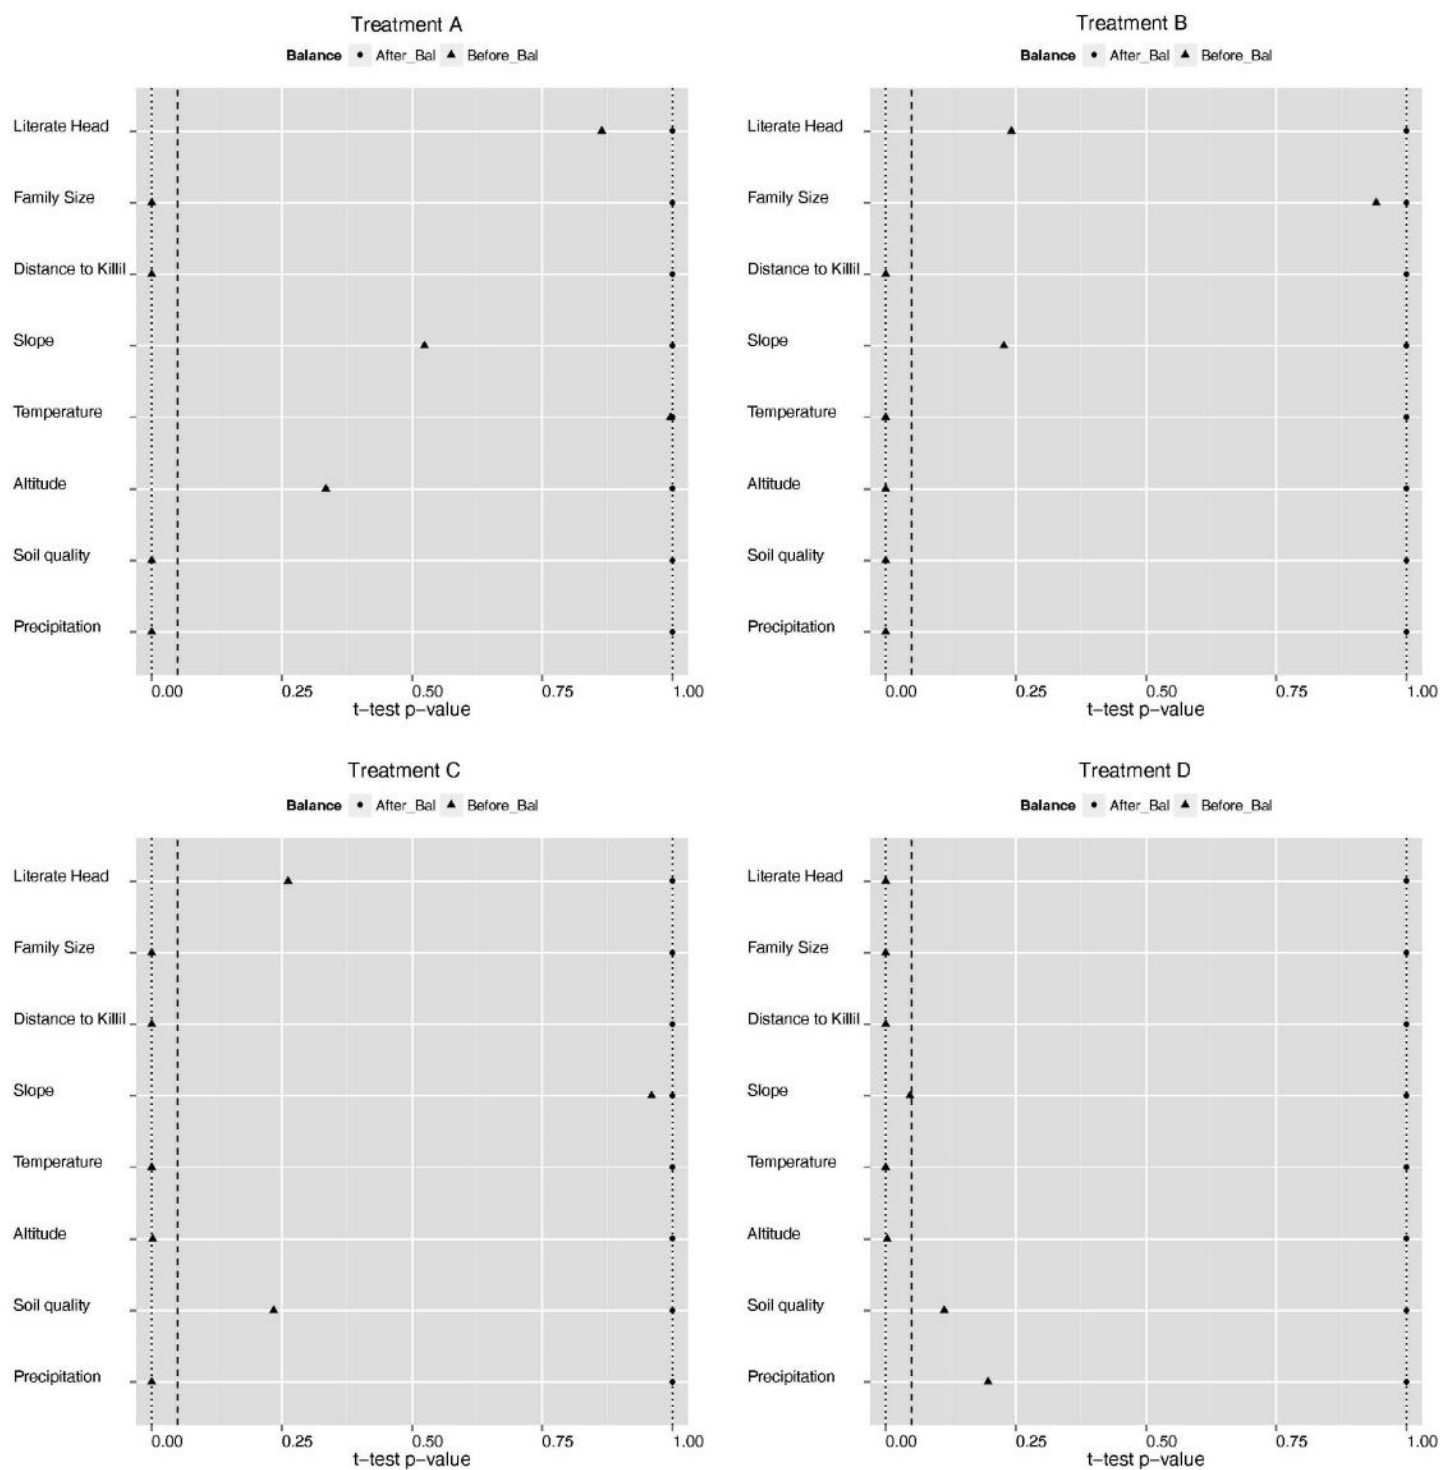 Treatment A
Balance After_Bal Before_Bal
Literate Head
Family Size
Distance to Killil
Slope
Temperature
Altitude
Soil quality
Precipitation
0.00 0.25 0.50 0.75 1.00
t-test p-value
Treatment B
Balance After_Bal Before_Bal
Literate Head
Family Size
Distance to Killil
Slope
Temperature
Altitude
Soil quality
Precipitation
0.00 0.25 0.50 0.75 1.00
t-test p-value
Treatment C
Balance After_Bal Before_Bal
Literate Head
Family Size
Distance to Killil
Slope
Temperature
Altitude
Soil quality
Precipitation
0.00 0.25 0.50 0.75 1.00
t-test p-value
Treatment D
Balance After_Bal Before_Bal
Literate Head
Family Size
Distance to Killil
Slope
Temperature
Altitude
Soil quality
Precipitation
0.00 0.25 0.50 0.75 1.00
t-test p-value